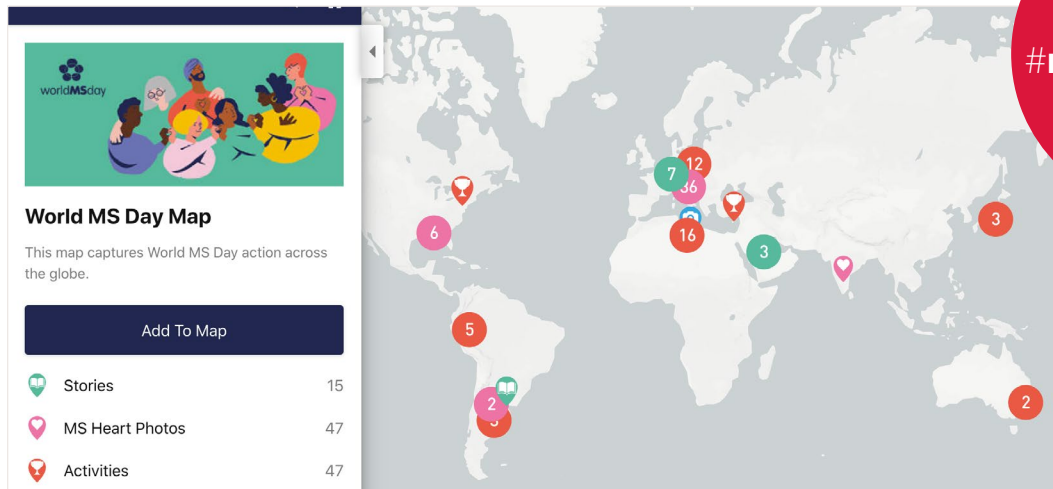 worldMSday
World MS Day Map
This map captures World MS Day action across
the globe.
Add To Map
Stories 15
MS Heart Photos 47
Activities 47
#
12
7
36
16
6
3
3
5
2
2